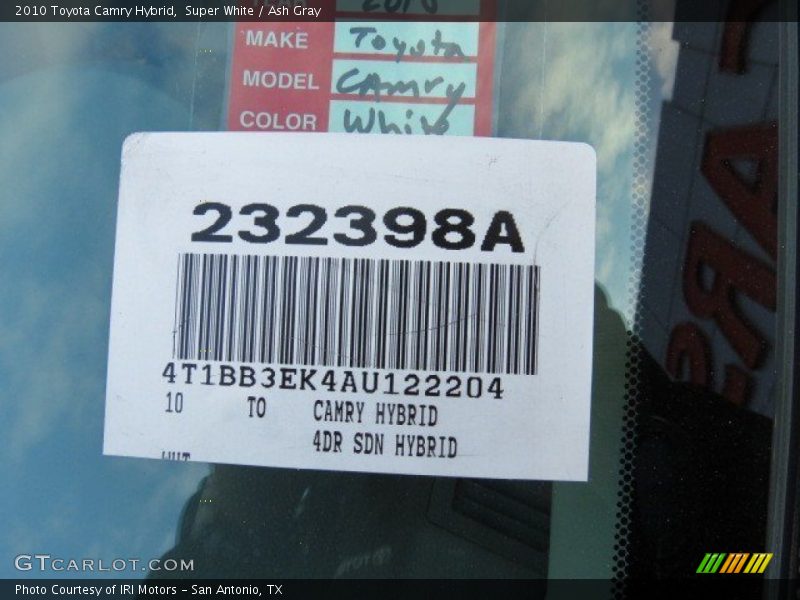 2010 Toyota Camry Hybrid, Super White / Ash Gray
2010
MAKE Toyota
MODEL CAmry
COLOR White
232398A
4T1BB3EK4AU122204
10 TO CAMRY HYBRID
4DR SDN HYBRID
GTCARLOT.COM
Photo Courtesy of IRI Motors – San Antonio, TX